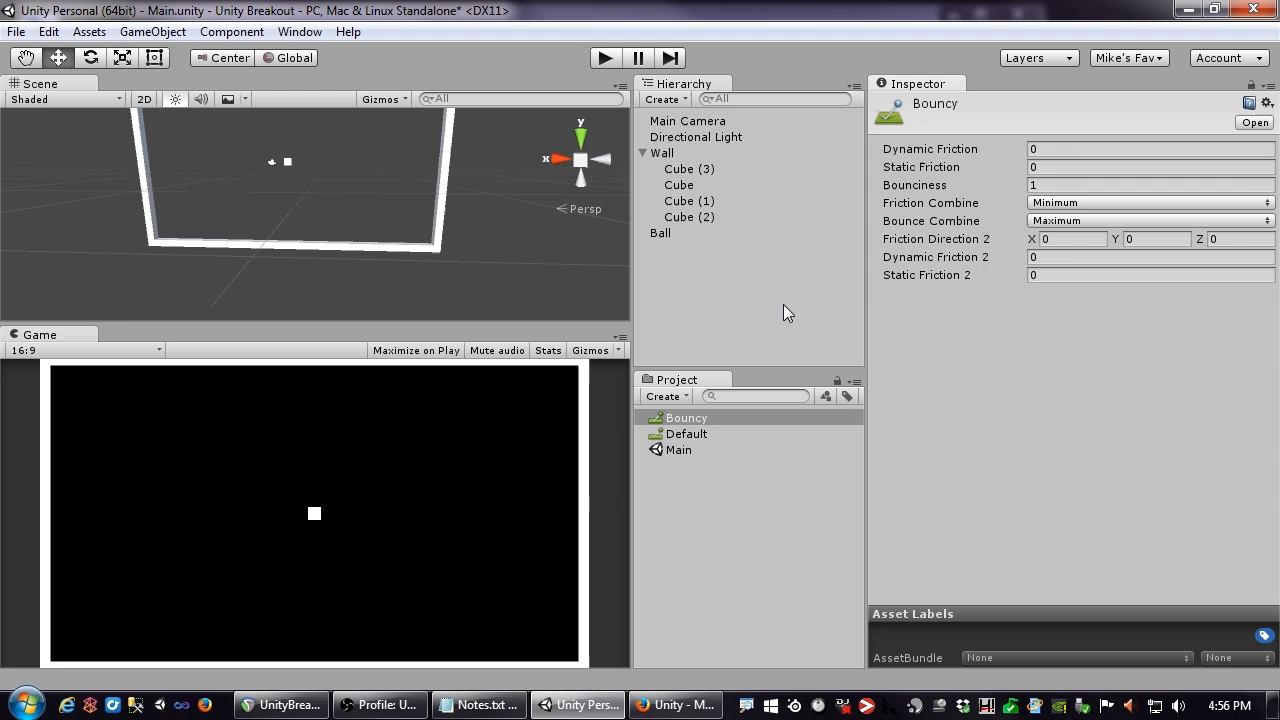 Unity Personal (64bit) - Main.unity - Unity Breakout - PC, Mac & Linux Standalone* <DX11>
File Edit Assets GameObject Component Window Help
Center Global Layers Mike's Fav Account
Scene
Shaded 2D Gizmos All
y
x
Persp
Game
16:9 Maximize on Play Mute audio Stats Gizmos
Hierarchy
Create All
Main Camera
Directional Light
Wall
Cube (3)
Cube
Cube (1)
Cube (2)
Ball
Project
Create
Bouncy
Default
Main
Inspector
Bouncy
Open
Dynamic Friction 0
Static Friction 0
Bounciness 1
Friction Combine Minimum
Bounce Combine Maximum
Friction Direction 2 X 0 Y 0 Z 0
Dynamic Friction 2 0
Static Friction 2 0
Asset Labels
AssetBundle None None
UnityBrea... Profile: U... Notes.txt ... Unity Pers... Unity - M... 4:56 PM